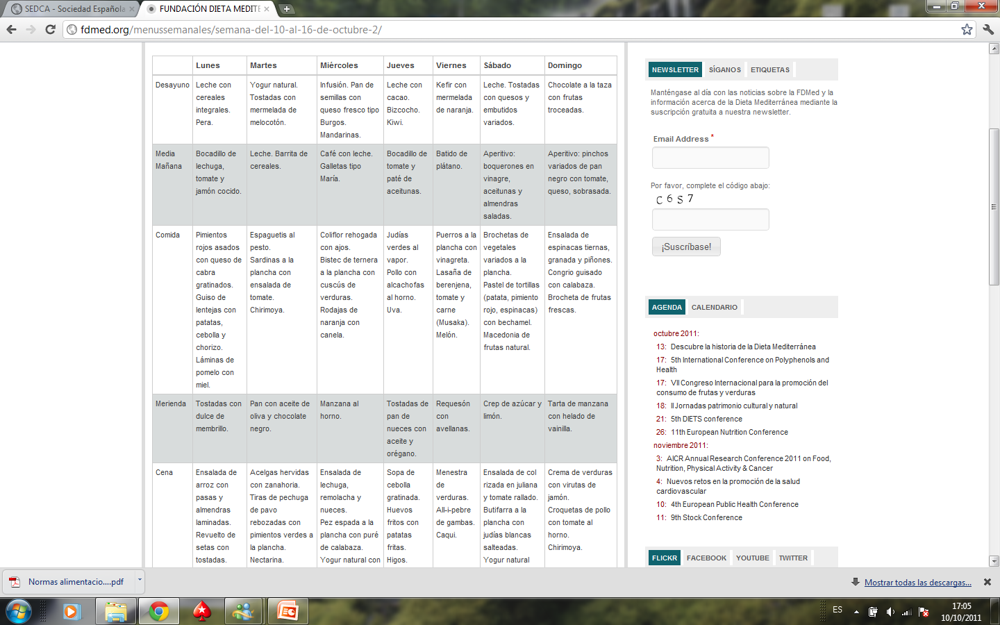 SEDCA - Sociedad Española
FUNDACIÓN DIETA MEDITE
fdmed.org/menussemanales/semana-del-10-al-16-de-octubre-2/
Lunes Martes Miércoles Jueves Viernes Sábado Domingo
Desayuno
Leche con
cereales
integrales.
Pera.
Yogur natural.
Tostadas con
mermelada de
melocotón.
Infusión. Pan de
semillas con
queso fresco tipo
Burgos.
Mandarinas.
Leche con
cacao.
Bizcocho.
Kiwi.
Kefir con
mermelada
de naranja.
Leche. Tostadas
con quesos y
embutidos
variados.
Chocolate a la taza
con frutas
troceadas.
Media
Mañana
Bocadillo de
lechuga,
tomate y
jamón cocido.
Leche. Barrita de
cereales.
Café con leche.
Galletas tipo
María.
Bocadillo de
tomate y
paté de
aceitunas.
Batido de
plátano.
Aperitivo:
boquerones en
vinagre,
aceitunas y
almendras
saladas.
Aperitivo: pinchos
variados de pan
negro con tomate,
queso, sobrasada.
Comida
Pimientos
rojos asados
con queso de
cabra
gratinados.
Guiso de
lentejas con
patatas,
cebolla y
chorizo.
Láminas de
pomelo con
miel.
Espaguetis al
pesto.
Sardinas a la
plancha con
ensalada de
tomate.
Chirimoya.
Coliflor rehogada
con ajos.
Bistec de ternera
a la plancha con
cuscús de
verduras.
Rodajas de
naranja con
canela.
Judías
verdes al
vapor.
Pollo con
alcachofas
al horno.
Uva.
Puerros a la
plancha con
vinagreta.
Lasaña de
berenjena,
tomate y
carne
(Musaka).
Melón.
Brochetas de
vegetales
variados a la
plancha.
Pastel de tortillas
(patata, pimiento
rojo, espinacas)
con bechamel.
Macedonia de
frutas natural.
Ensalada de
espinacas tiernas,
granada y piñones.
Congrio guisado
con calabaza.
Brocheta de frutas
frescas.
Merienda
Tostadas con
dulce de
membrillo.
Pan con aceite de
oliva y chocolate
negro.
Manzana al
horno.
Tostadas de
pan de
nueces con
aceite y
orégano.
Requesón
con
avellanas.
Crep de azúcar y
limón.
Tarta de manzana
con helado de
vainilla.
Cena
Ensalada de
arroz con
pasas y
almendras
laminadas.
Revuelto de
setas con
tostadas.
Acelgas hervidas
con zanahoria.
Tiras de pechuga
de pavo
rebozadas con
pimientos verdes a
la plancha.
Nectarina.
Ensalada de
lechuga,
remolacha y
nueces.
Pez espada a la
plancha con puré
de calabaza.
Yogur natural con
Sopa de
cebolla
gratinada.
Huevos
fritos con
patatas
fritas.
Higos.
Menestra
de
verduras.
All-i-pebre
de gambas.
Caqui.
Ensalada de col
rizada en juliana
y tomate rallado.
Butifarra a la
plancha con
judías blancas
salteadas.
Yogur natural
Crema de verduras
con virutas de
jamón.
Croquetas de pollo
con tomate al
horno.
Chirimoya.
NEWSLETTER SÍGANOS ETIQUETAS
Manténgase al día con las noticias sobre la FDMed y la
información acerca de la Dieta Mediterránea mediante la
suscripción gratuita a nuestra newsletter.
Email Address *
Por favor, complete el código abajo:
C 6 S 7
¡Suscríbase!
AGENDA CALENDARIO
octubre 2011:
13: Descubre la historia de la Dieta Mediterránea
17: 5th International Conference on Polyphenols and
Health
17: VII Congreso Internacional para la promoción del
consumo de frutas y verduras
18: II Jornadas patrimonio cultural y natural
21: 5th DIETS conference
26: 11th European Nutrition Conference
noviembre 2011:
3: AICR Annual Research Conference 2011 on Food,
Nutrition, Physical Activity & Cancer
4: Nuevos retos en la promoción de la salud
cardiovascular
10: 4th European Public Health Conference
11: 9th Stock Conference
FLICKR FACEBOOK YOUTUBE TWITTER
Normas alimentacio....pdf
Mostrar todas las descargas...
ES
17:05
10/10/2011